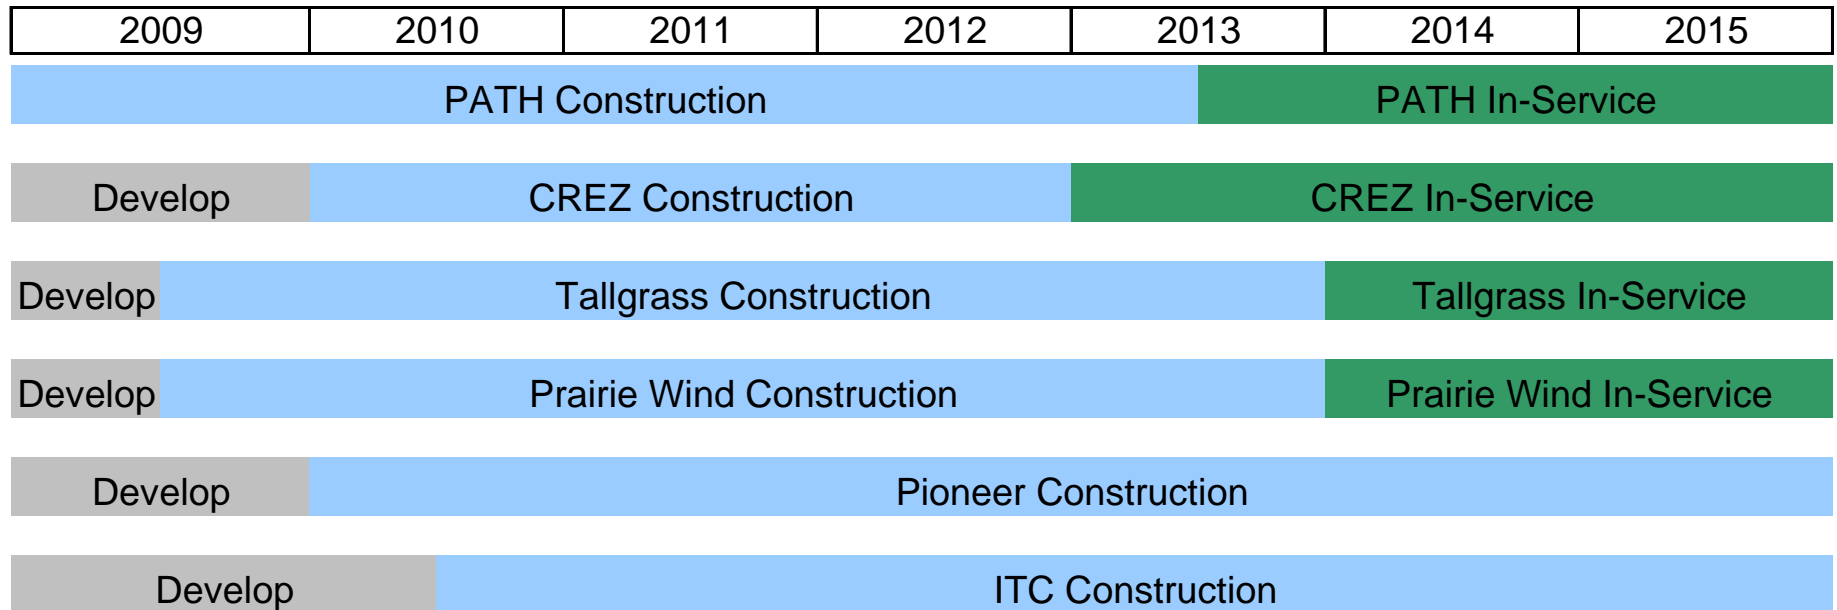 2009 2010 2011 2012 2013 2014 2015
PATH Construction PATH In-Service
Develop CREZ Construction CREZ In-Service
Develop Tallgrass Construction Tallgrass In-Service
Develop Prairie Wind Construction Prairie Wind In-Service
Develop Pioneer Construction
Develop ITC Construction